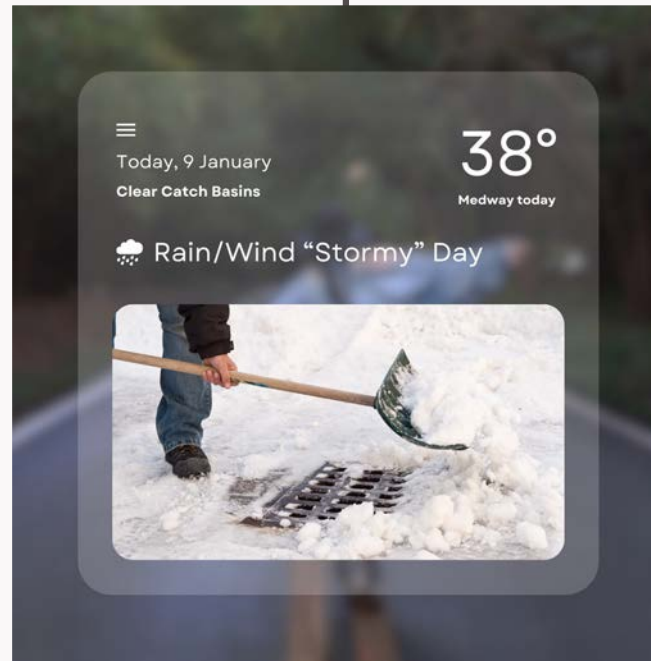 Today, 9 January
Clear Catch Basins
38°
Medway today
Rain/Wind “Stormy” Day